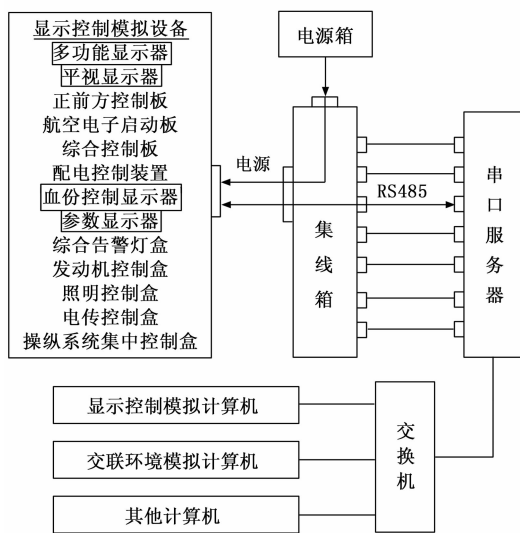 显示控制模拟设备
多功能显示器
平视显示器
正前方控制板
航空电子启动板
综合控制板
配电控制装置
血份控制显示器
参数显示器
综合告警灯盒
发动机控制盒
照明控制盒
电传控制盒
操纵系统集中控制盒
电源箱
电源
RS485
集线箱
串口服务器
显示控制模拟计算机
交联环境模拟计算机
其他计算机
交换机